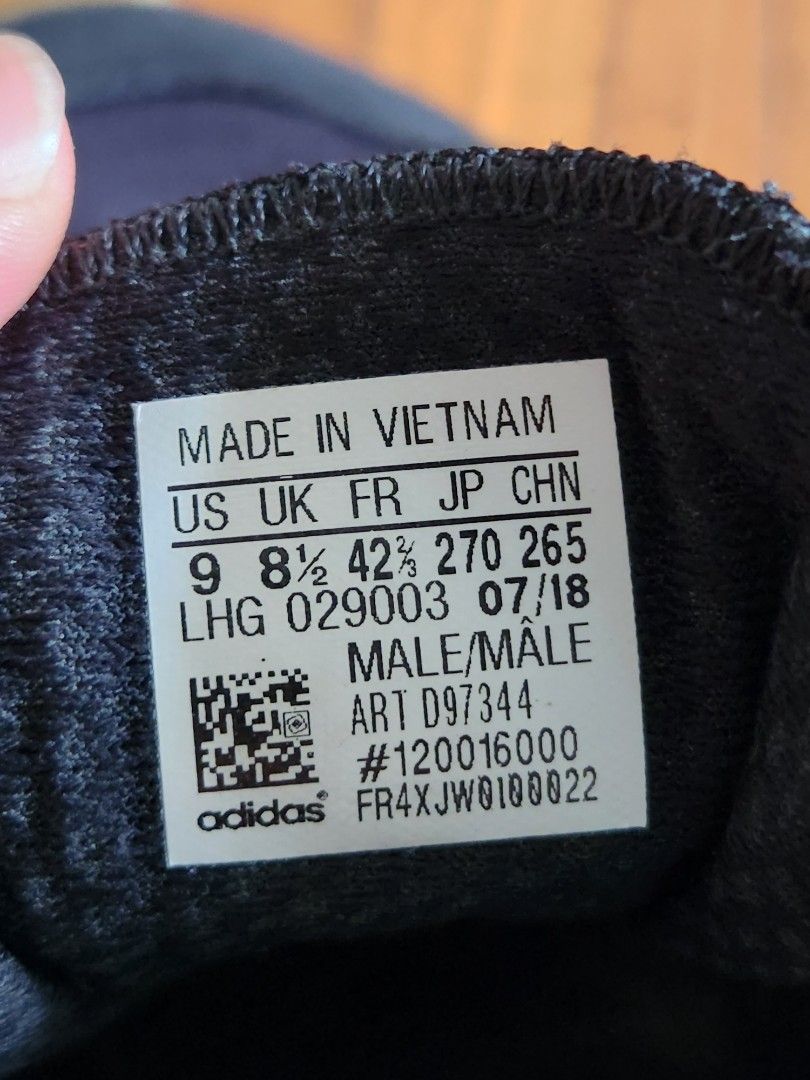 MADE IN VIETNAM
US UK FR JP CHN
9 8½ 42⅔ 270 265
LHG 029003 07/18
MALE/MÂLE
ART D97344
#120016000
FR4XJW0100022
adidas®